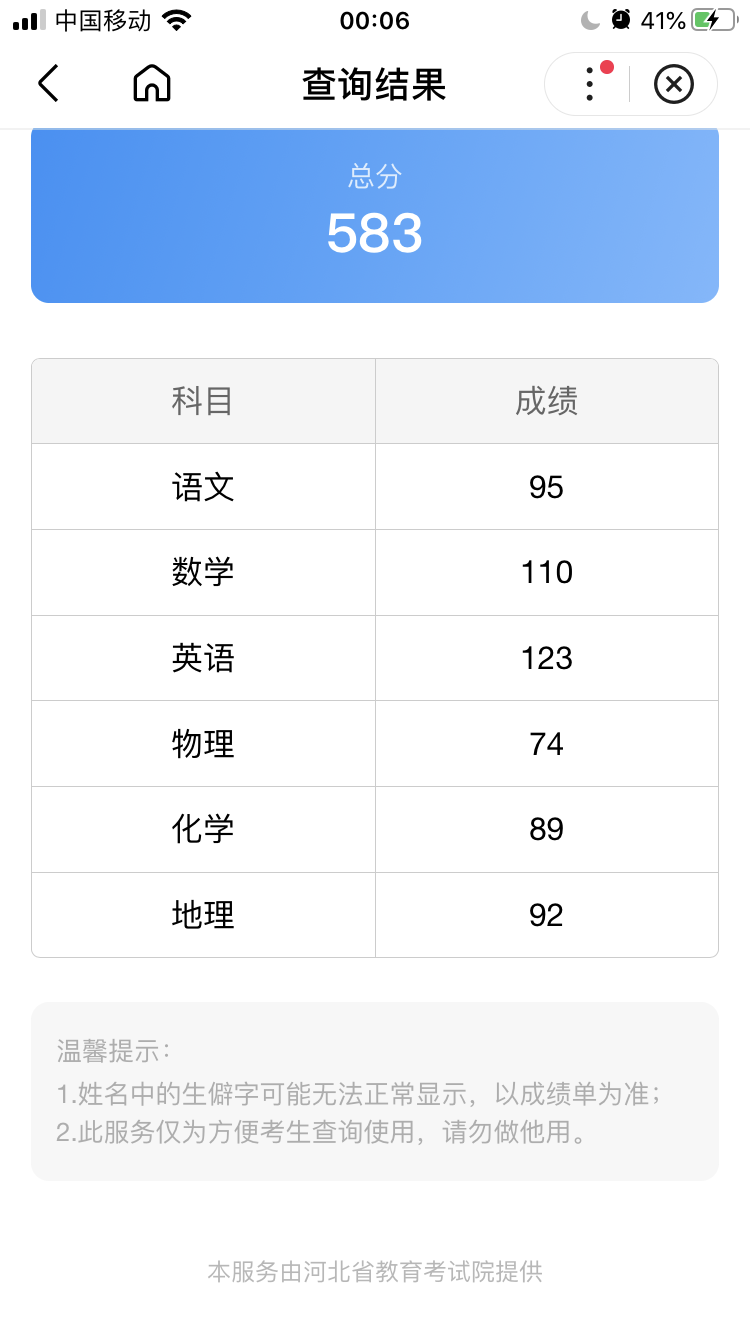 中国移动 00:06 41%
查询结果
总分
583
科目 成绩
语文 95
数学 110
英语 123
物理 74
化学 89
地理 92
温馨提示：
1.姓名中的生僻字可能无法正常显示，以成绩单为准；
2.此服务仅为方便考生查询使用，请勿做他用。
本服务由河北省教育考试院提供